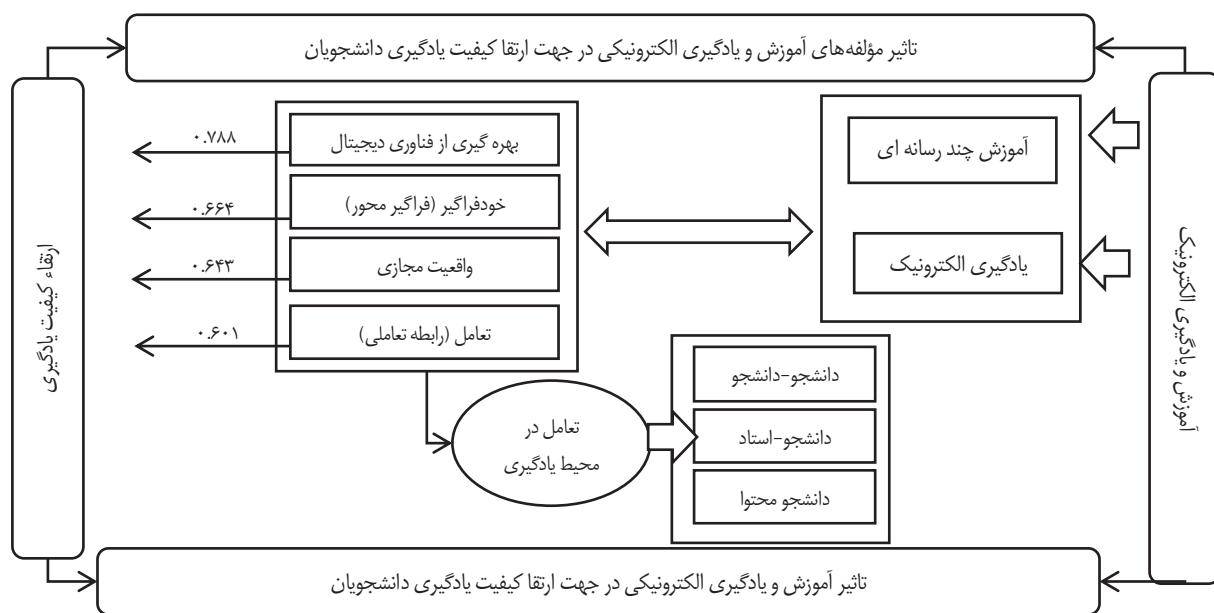 تاثیر مؤلفه‌های آموزش و یادگیری الکترونیکی در جهت ارتقا کیفیت یادگیری دانشجویان
آموزش و یادگیری الکترونیک
آموزش چند رسانه ای
یادگیری الکترونیک
بهره گیری از فناوری دیجیتال
۰.۷۸۸
خودفراگیر (فراگیر محور)
۰.۶۶۴
واقعیت مجازی
۰.۶۴۳
تعامل (رابطه تعاملی)
۰.۶۰۱
ارتقاء کیفیت یادگیری
تعامل در
محیط یادگیری
دانشجو-دانشجو
دانشجو-استاد
دانشجو محتوا
تاثیر آموزش و یادگیری الکترونیکی در جهت ارتقا کیفیت یادگیری دانشجویان